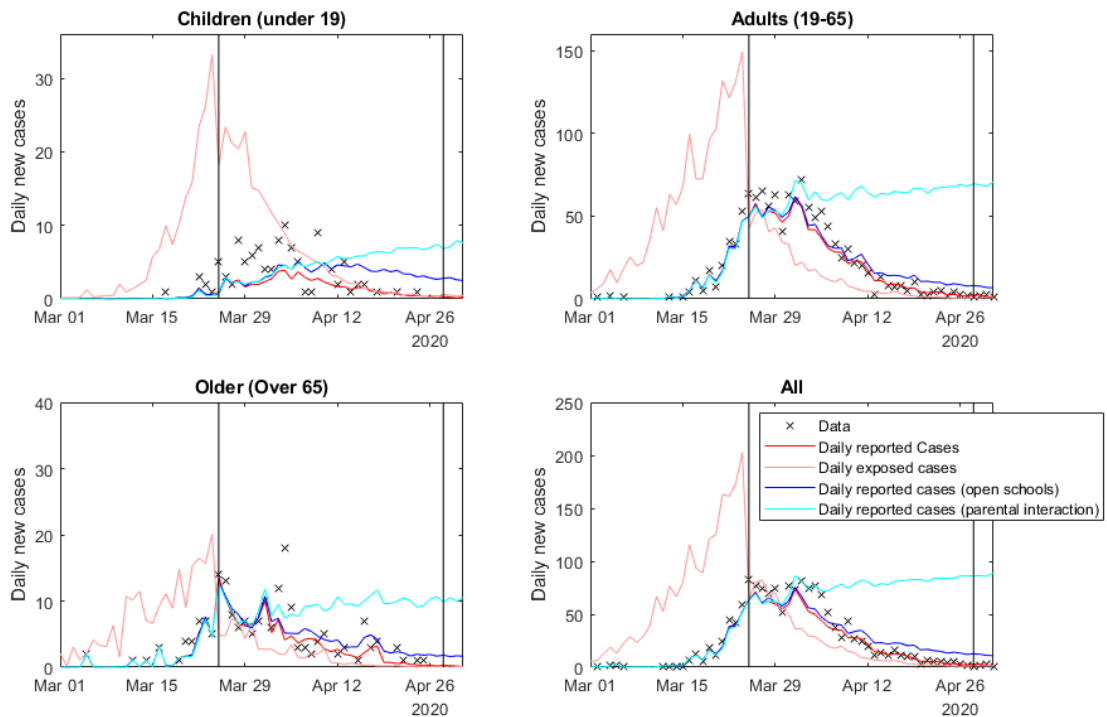 Children (under 19)
Daily new cases
30
20
10
0
Mar 01
Mar 15
Mar 29
Apr 12
Apr 26
2020
Adults (19-65)
Daily new cases
150
100
50
0
Mar 01
Mar 15
Mar 29
Apr 12
Apr 26
2020
Older (Over 65)
Daily new cases
40
30
20
10
0
Mar 01
Mar 15
Mar 29
Apr 12
Apr 26
2020
All
Daily new cases
250
200
150
100
50
0
Mar 01
Mar 15
Mar 29
Apr 12
Apr 26
2020
Data
Daily reported Cases
Daily exposed cases
Daily reported cases (open schools)
Daily reported cases (parental interaction)